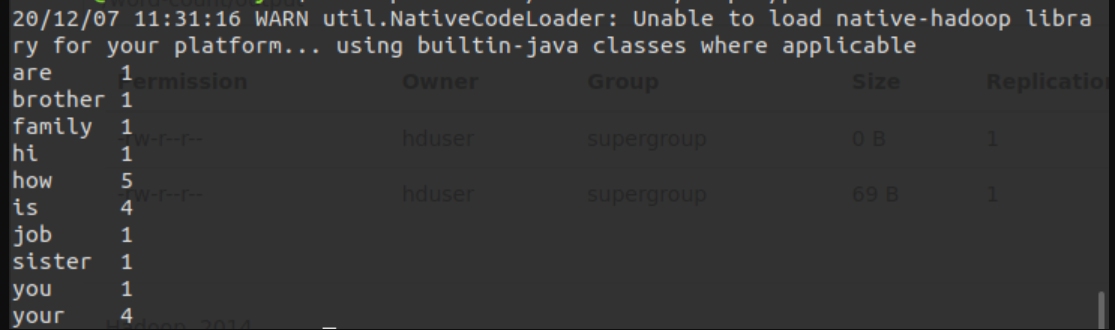 20/12/07 11:31:16 WARN util.NativeCodeLoader: Unable to load native-hadoop libra
ry for your platform... using builtin-java classes where applicable
are 1
Permission Owner Group Size Replication
brother 1
family 1
-rw-r--r-- hduser supergroup 0 B 1
hi 1
how 5
-rw-r--r-- hduser supergroup 69 B 1
is 4
job 1
sister 1
you 1
your 4
Hadoop, 2014